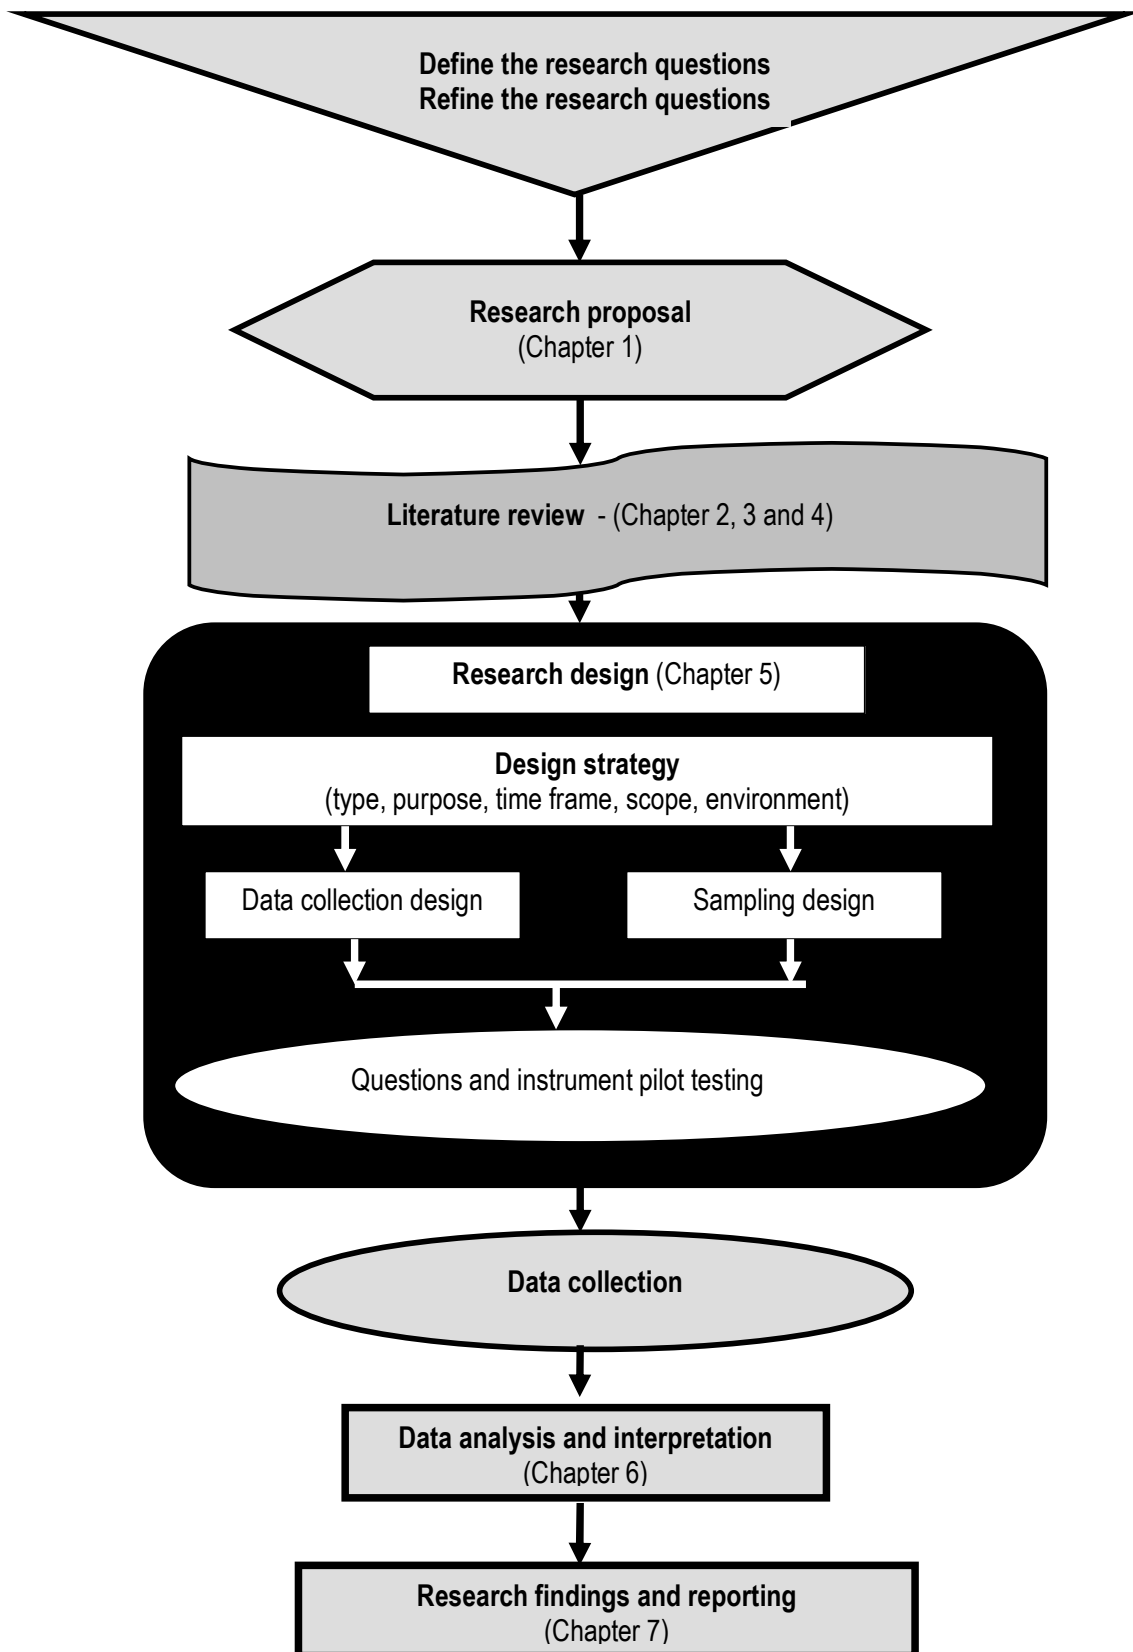 Define the research questions
Refine the research questions
Research proposal
(Chapter 1)
Literature review - (Chapter 2, 3 and 4)
Research design (Chapter 5)
Design strategy
(type, purpose, time frame, scope, environment)
Data collection design
Sampling design
Questions and instrument pilot testing
Data collection
Data analysis and interpretation
(Chapter 6)
Research findings and reporting
(Chapter 7)